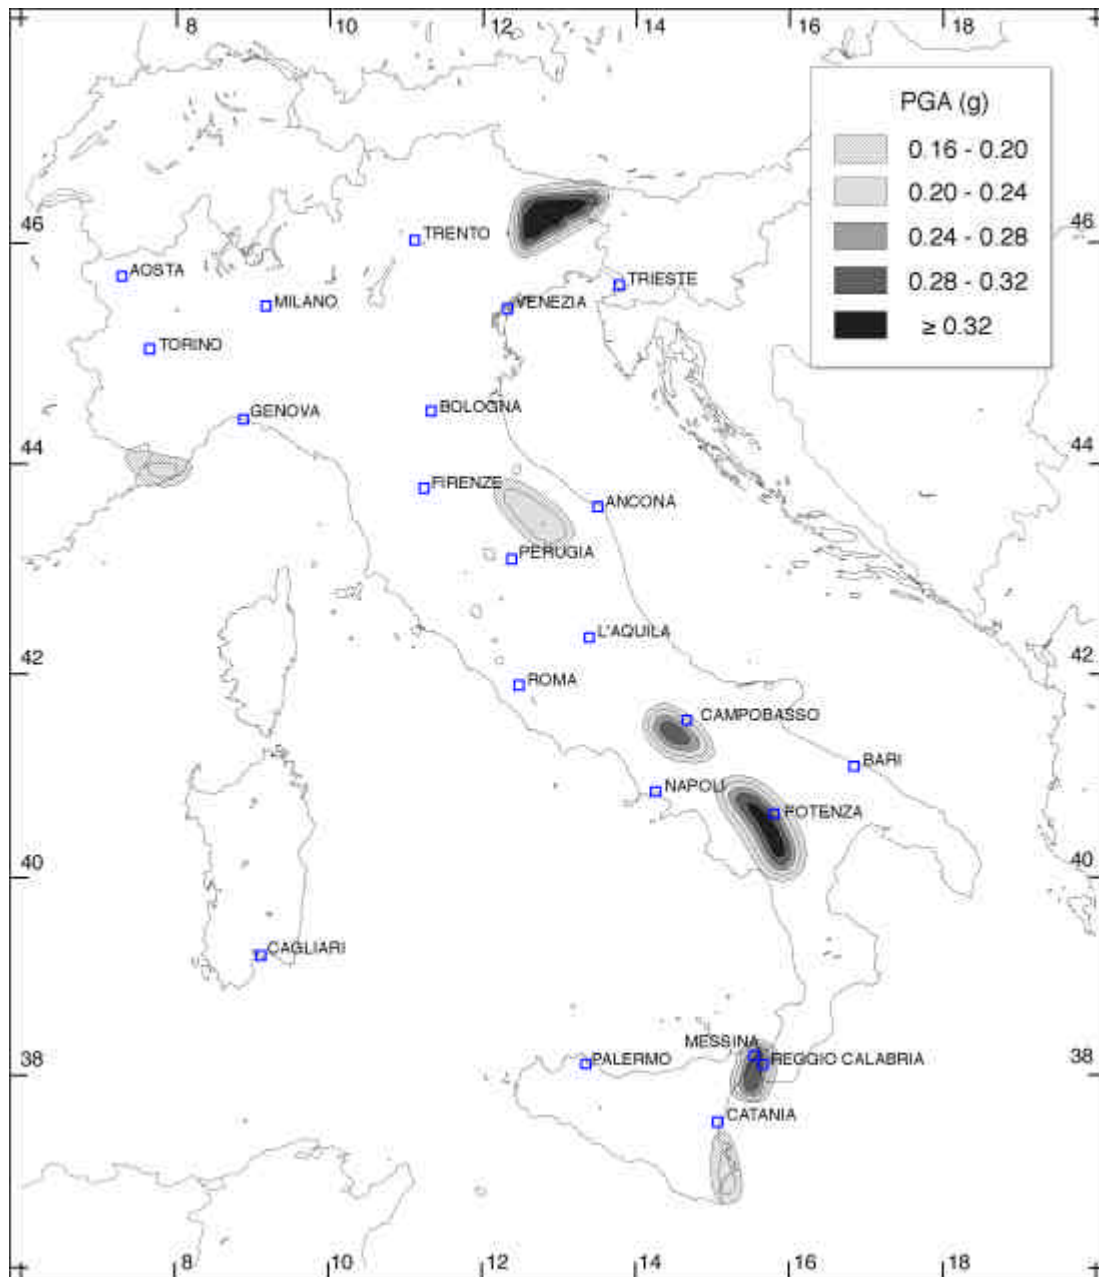 8 10 12 14 16 18
PGA (g)
0.16 - 0.20
0.20 - 0.24
0.24 - 0.28
0.28 - 0.32
≥ 0.32
46 46
TRENTO
AOSTA
TRIESTE
MILANO
VENEZIA
TORINO
GENOVA
BOLOGNA
44 44
FIRENZE
ANCONA
PERUGIA
L'AQUILA
42 42
ROMA
CAMPOBASSO
BARI
NAPOLI
POTENZA
40 40
CAGLIARI
MESSINA
38 38
PALERMO
REGGIO CALABRIA
CATANIA
8 10 12 14 16 18